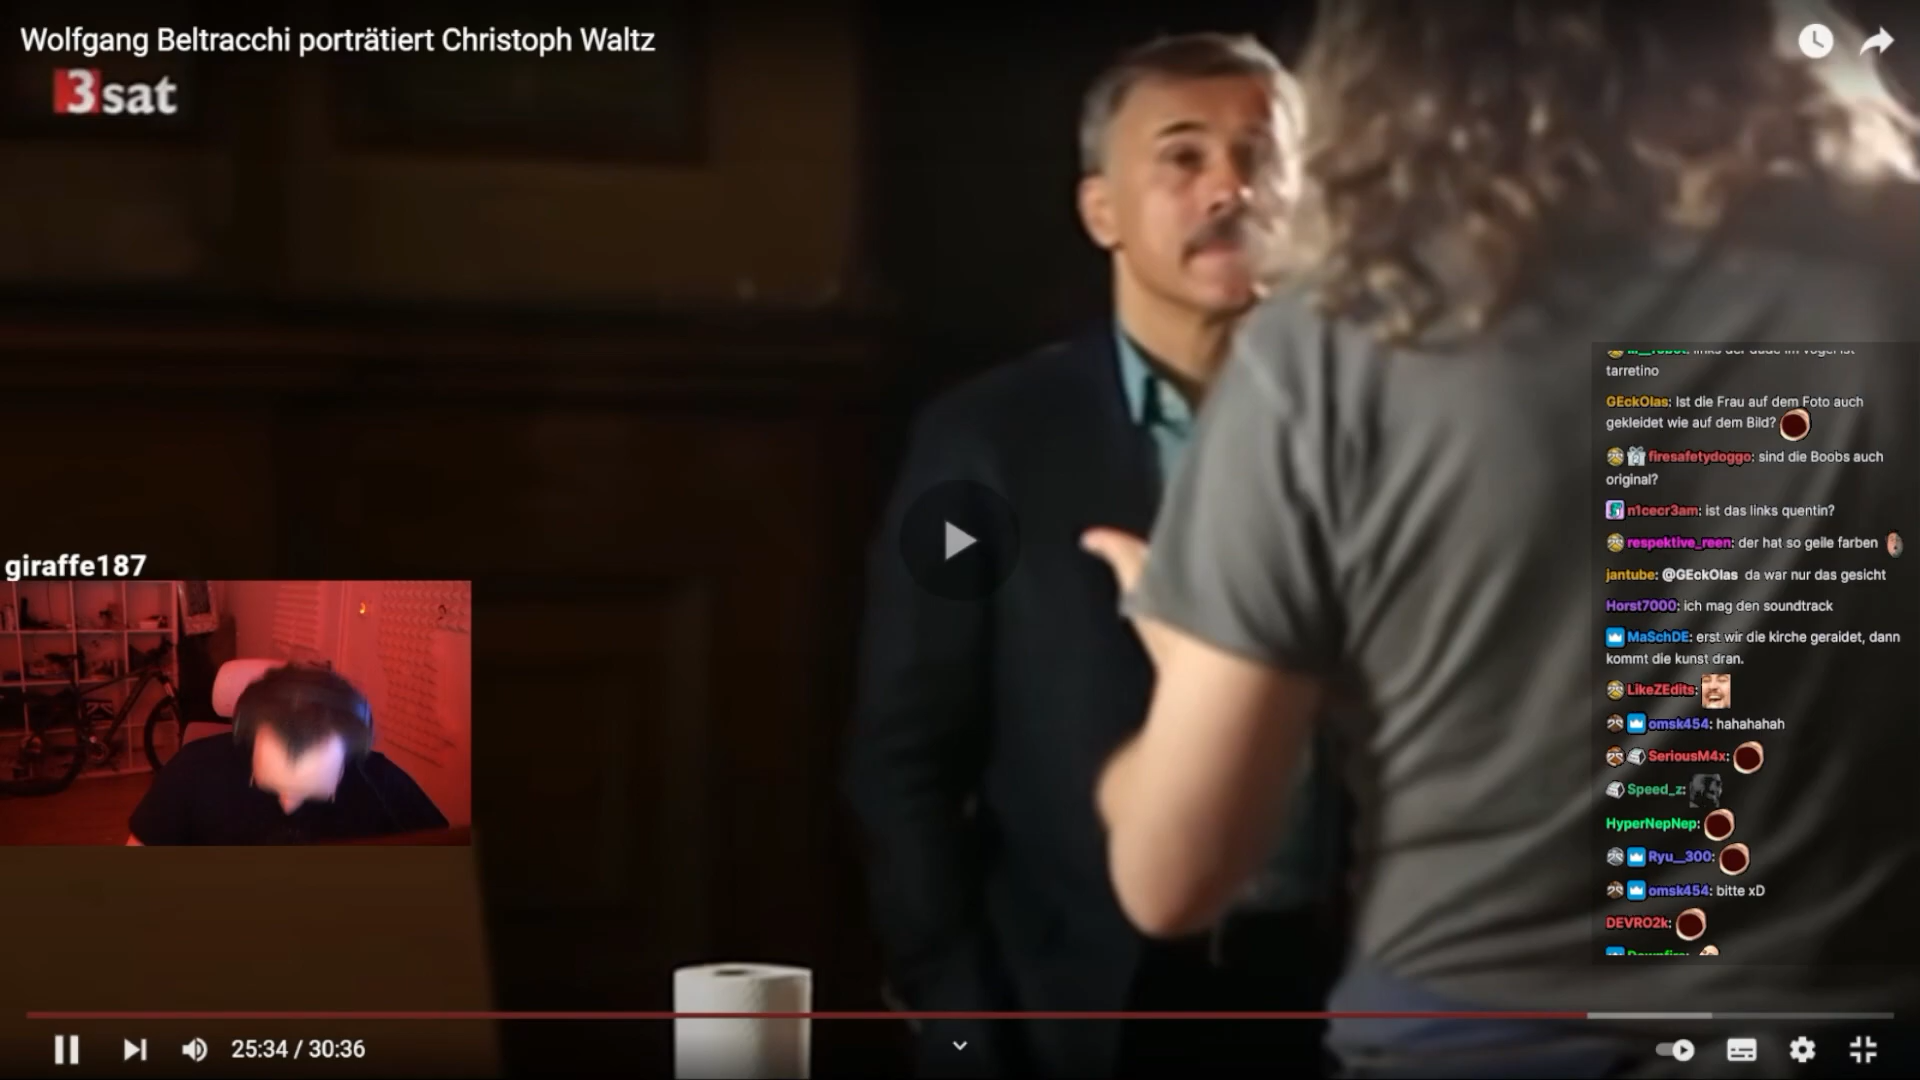 Wolfgang Beltracchi porträtiert Christoph Waltz
3sat
giraffe187
tarretino
GEckOlas: Ist die Frau auf dem Foto auch
gekleidet wie auf dem Bild?
firesafetydoggo: sind die Boobs auch
original?
n1cecr3am: ist das links quentin?
respektive_reen: der hat so geile farben
jantube: @GEckOlas da war nur das gesicht
Horst7000: ich mag den soundtrack
MaSchDE: erst wir die kirche geraidet, dann
kommt die kunst dran.
LikeZEdits:
omsk454: hahahahah
SeriousM4x:
Speed_z:
HyperNepNep:
Ryu__300:
omsk454: bitte xD
DEVRO2k:
25:34 / 30:36